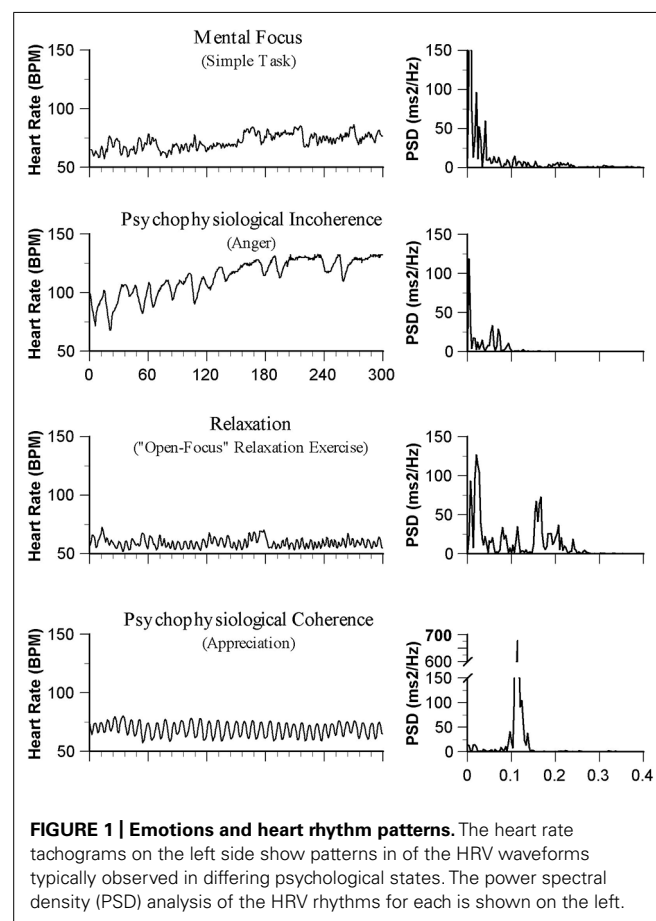 Mental Focus
(Simple Task)
Heart Rate (BPM)
150
100
50
PSD (ms2/Hz)
150
100
50
0
Psychophysiological Incoherence
(Anger)
Heart Rate (BPM)
150
100
50
0 60 120 180 240 300
PSD (ms2/Hz)
150
100
50
0
Relaxation
("Open-Focus" Relaxation Exercise)
Heart Rate (BPM)
150
100
50
PSD (ms2/Hz)
150
100
50
0
Psychophysiological Coherence
(Appreciation)
Heart Rate (BPM)
150
100
50
PSD (ms2/Hz)
700
600
150
100
50
0
0 0.1 0.2 0.3 0.4
FIGURE 1 | Emotions and heart rhythm patterns. The heart rate
tachograms on the left side show patterns in of the HRV waveforms
typically observed in differing psychological states. The power spectral
density (PSD) analysis of the HRV rhythms for each is shown on the left.